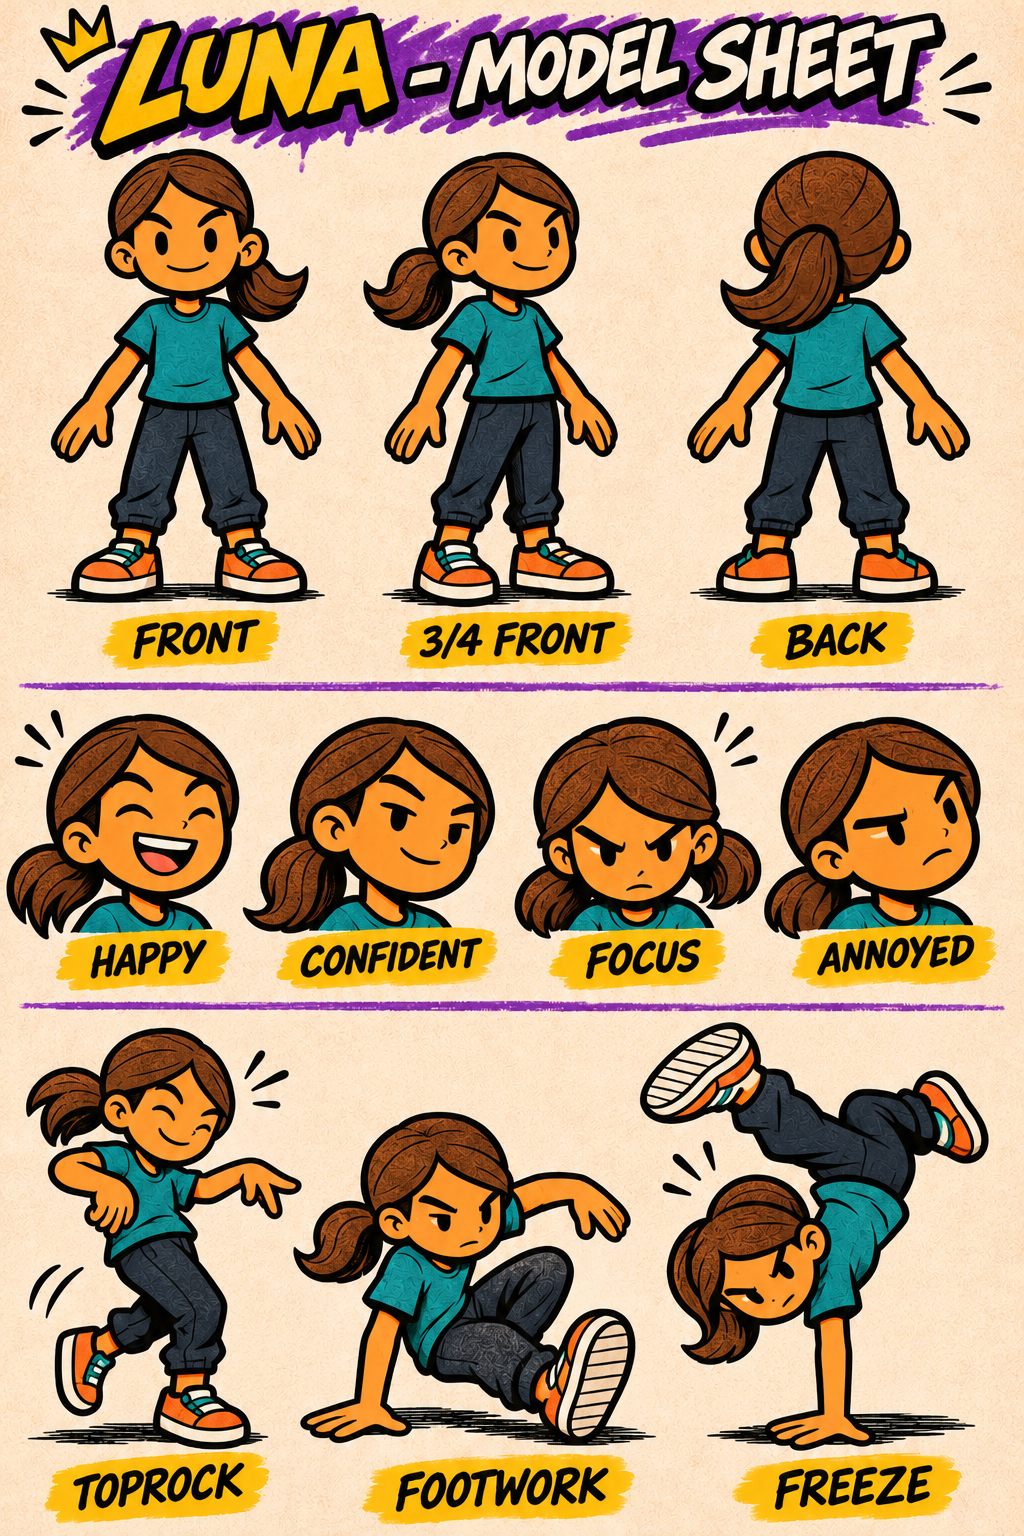 LUNA - MODEL SHEET
FRONT
3/4 FRONT
BACK
HAPPY
CONFIDENT
FOCUS
ANNOYED
TOPROCK
FOOTWORK
FREEZE